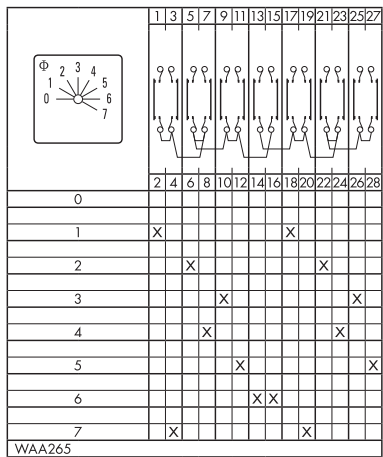 1 3 5 7 9 11 13 15 17 19 21 23 25 27
Φ
0 1 2 3 4 5 6 7
2 4 6 8 10 12 14 16 18 20 22 24 26 28
0
1 X X
2 X X
3 X X
4 X X
5 X X
6 X X
7 X X
WAA265